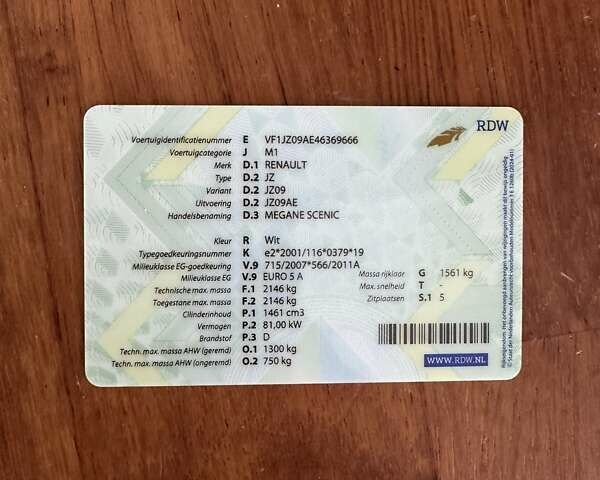 RDW
Voertuigidentificatienummer E VF1JZ09AE46369666
Voertuigcategorie J M1
Merk D.1 RENAULT
Type D.2 JZ
Variant D.2 JZ09
Uitvoering D.2 JZ09AE
Handelsbenaming D.3 MEGANE SCENIC
Kleur R Wit
Typegoedkeuringsnummer K e2*2001/116*0379*19
Milieuklasse EG-goedkeuring V.9 715/2007*566/2011A
Milieuklasse EG V.9 EURO 5 A
Technische max. massa F.1 2146 kg
Toegestane max. massa F.2 2146 kg
Cilinderinhoud P.1 1461 cm3
Vermogen P.2 81,00 kW
Brandstof P.3 D
Techn. max. massa AHW (geremd) O.1 1300 kg
Techn. max. massa AHW (ongeremd) O.2 750 kg
Massa rijklaar G 1561 kg
Max. snelheid T -
Zitplaatsen S.1 5
WWW.RDW.NL